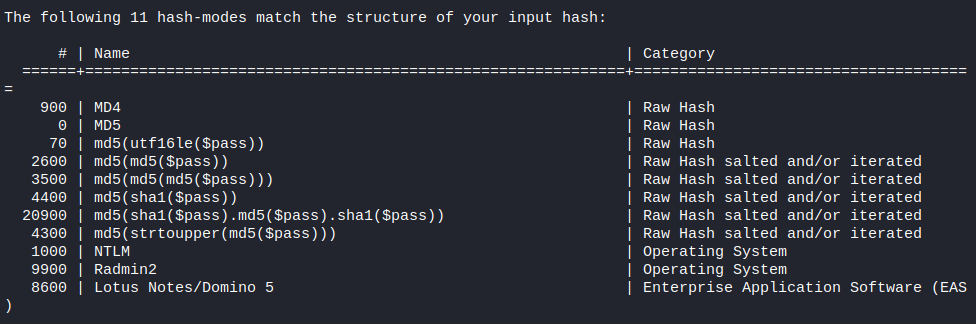 The following 11 hash-modes match the structure of your input hash:
# | Name | Category
======+============================================================+=====================================
=
900 | MD4 | Raw Hash
0 | MD5 | Raw Hash
70 | md5(utf16le($pass)) | Raw Hash
2600 | md5(md5($pass)) | Raw Hash salted and/or iterated
3500 | md5(md5(md5($pass))) | Raw Hash salted and/or iterated
4400 | md5(sha1($pass)) | Raw Hash salted and/or iterated
20900 | md5(sha1($pass).md5($pass).sha1($pass)) | Raw Hash salted and/or iterated
4300 | md5(strtoupper(md5($pass))) | Raw Hash salted and/or iterated
1000 | NTLM | Operating System
9900 | Radmin2 | Operating System
8600 | Lotus Notes/Domino 5 | Enterprise Application Software (EAS
)